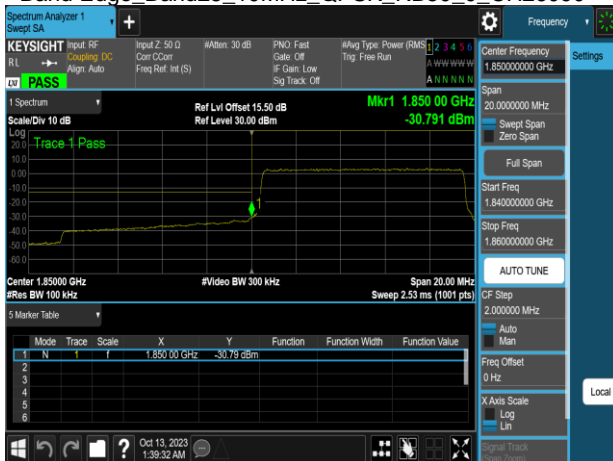 Spectrum Analyzer 1
Swept SA
Frequency
KEYSIGHT
RL
PASS
Input: RF
Coupling: DC
Align: Auto
Input Z: 50 Ω
Corr CCorr
Freq Ref: Int (S)
#Atten: 30 dB
PNO: Fast
Gate: Off
IF Gain: Low
Sig Track: Off
#Avg Type: Power (RMS
Trig: Free Run
1 2 3 4 5 6
A W W W W W
A N N N N N
1 Spectrum
Scale/Div 10 dB
Ref Lvl Offset 15.50 dB
Ref Level 30.00 dBm
Mkr1 1.850 00 GHz
-30.791 dBm
Log
Trace 1 Pass
20.0
10.0
0.00
-10.0
-20.0
-30.0
-40.0
-50.0
-60.0
1
Center 1.85000 GHz
#Res BW 100 kHz
#Video BW 300 kHz
Span 20.00 MHz
Sweep 2.53 ms (1001 pts)
5 Marker Table
Mode Trace Scale X Y Function Function Width Function Value
1 N 1 f 1.850 00 GHz -30.79 dBm
2
3
4
5
6
Oct 13, 2023
1:39:32 AM
Center Frequency
1.850000000 GHz
Settings
Span
20.0000000 MHz
Swept Span
Zero Span
Full Span
Start Freq
1.840000000 GHz
Stop Freq
1.860000000 GHz
AUTO TUNE
CF Step
2.000000 MHz
Auto
Man
Freq Offset
0 Hz
Local
X Axis Scale
Log
Lin
Signal Track
(Span Zoom)